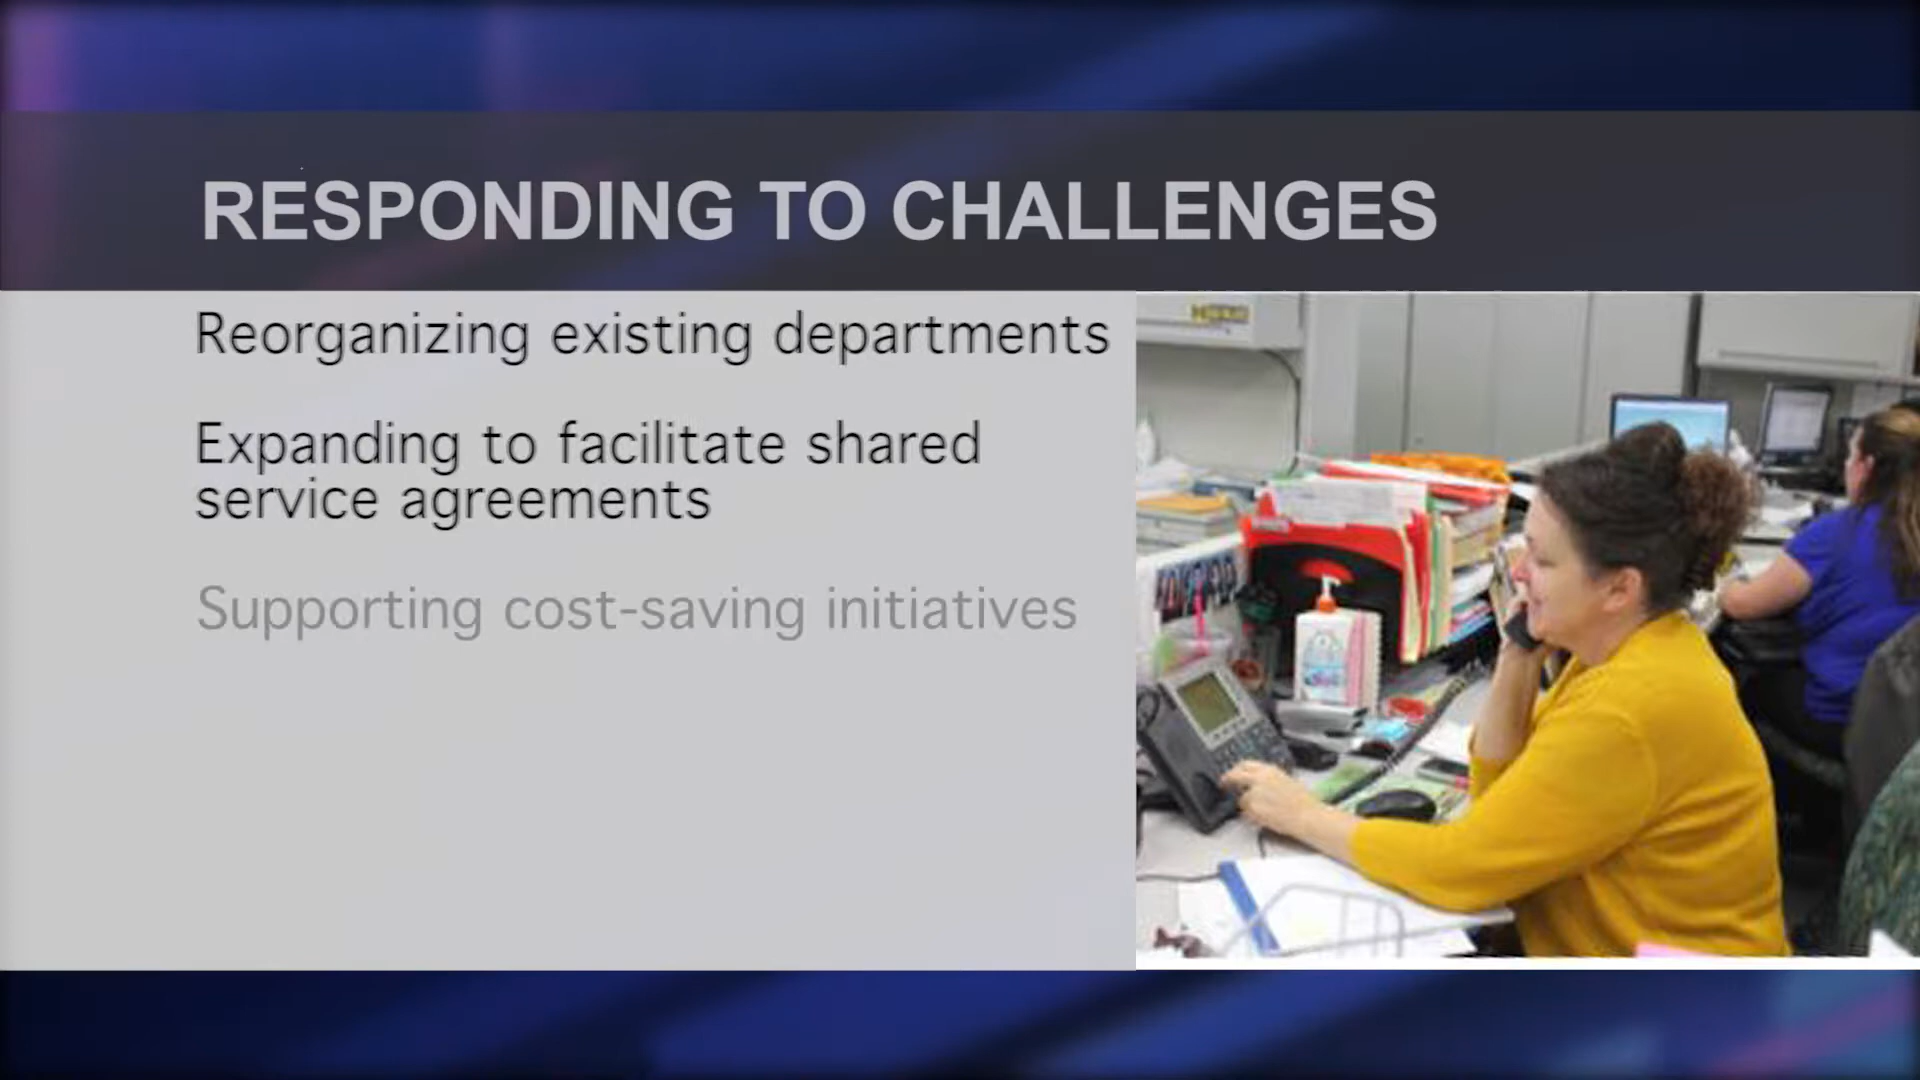 RESPONDING TO CHALLENGES
Reorganizing existing departments
Expanding to facilitate shared
service agreements
Supporting cost-saving initiatives